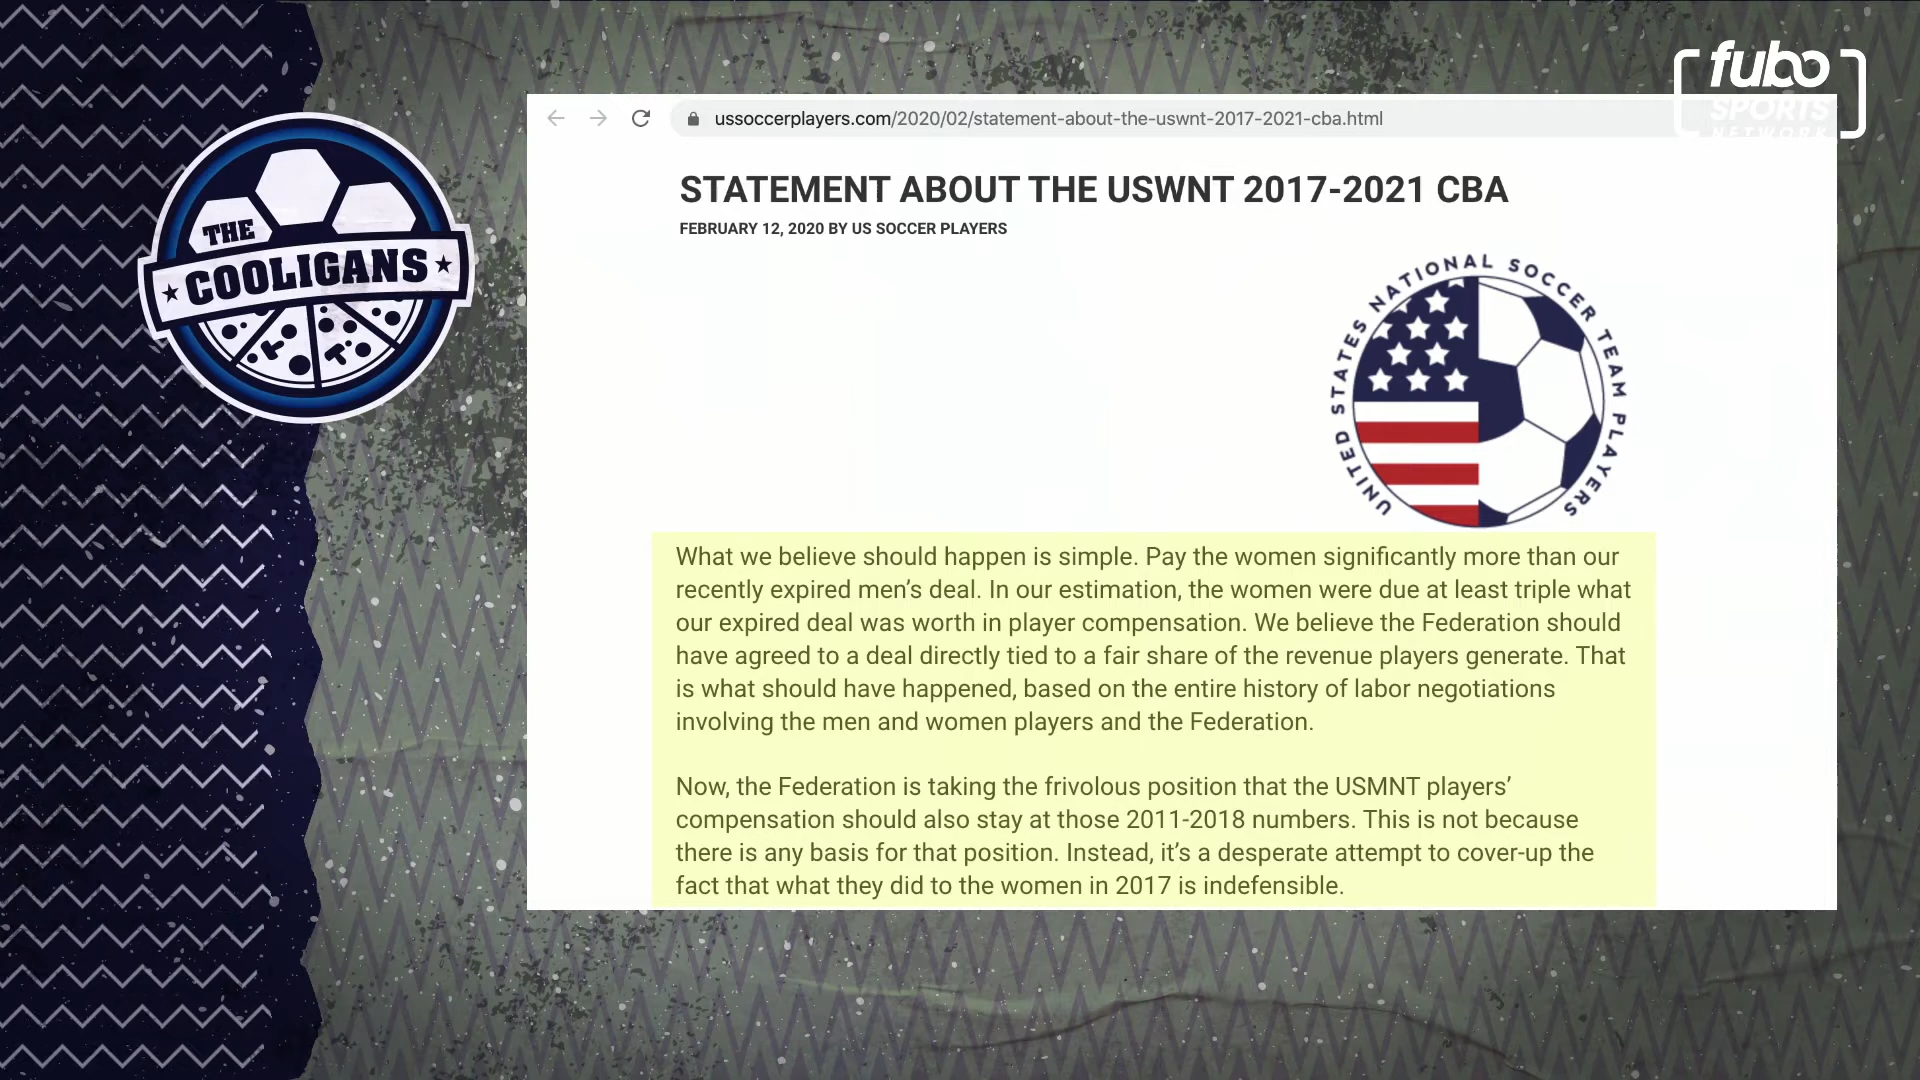 fubo
SPORTS
NETWORK
ussoccerplayers.com/2020/02/statement-about-the-uswnt-2017-2021-cba.html
THE
COOLIGANS
STATEMENT ABOUT THE USWNT 2017-2021 CBA
FEBRUARY 12, 2020 BY US SOCCER PLAYERS
UNITED STATES NATIONAL SOCCER TEAM PLAYERS
What we believe should happen is simple. Pay the women significantly more than our
recently expired men’s deal. In our estimation, the women were due at least triple what
our expired deal was worth in player compensation. We believe the Federation should
have agreed to a deal directly tied to a fair share of the revenue players generate. That
is what should have happened, based on the entire history of labor negotiations
involving the men and women players and the Federation.
Now, the Federation is taking the frivolous position that the USMNT players’
compensation should also stay at those 2011-2018 numbers. This is not because
there is any basis for that position. Instead, it’s a desperate attempt to cover-up the
fact that what they did to the women in 2017 is indefensible.